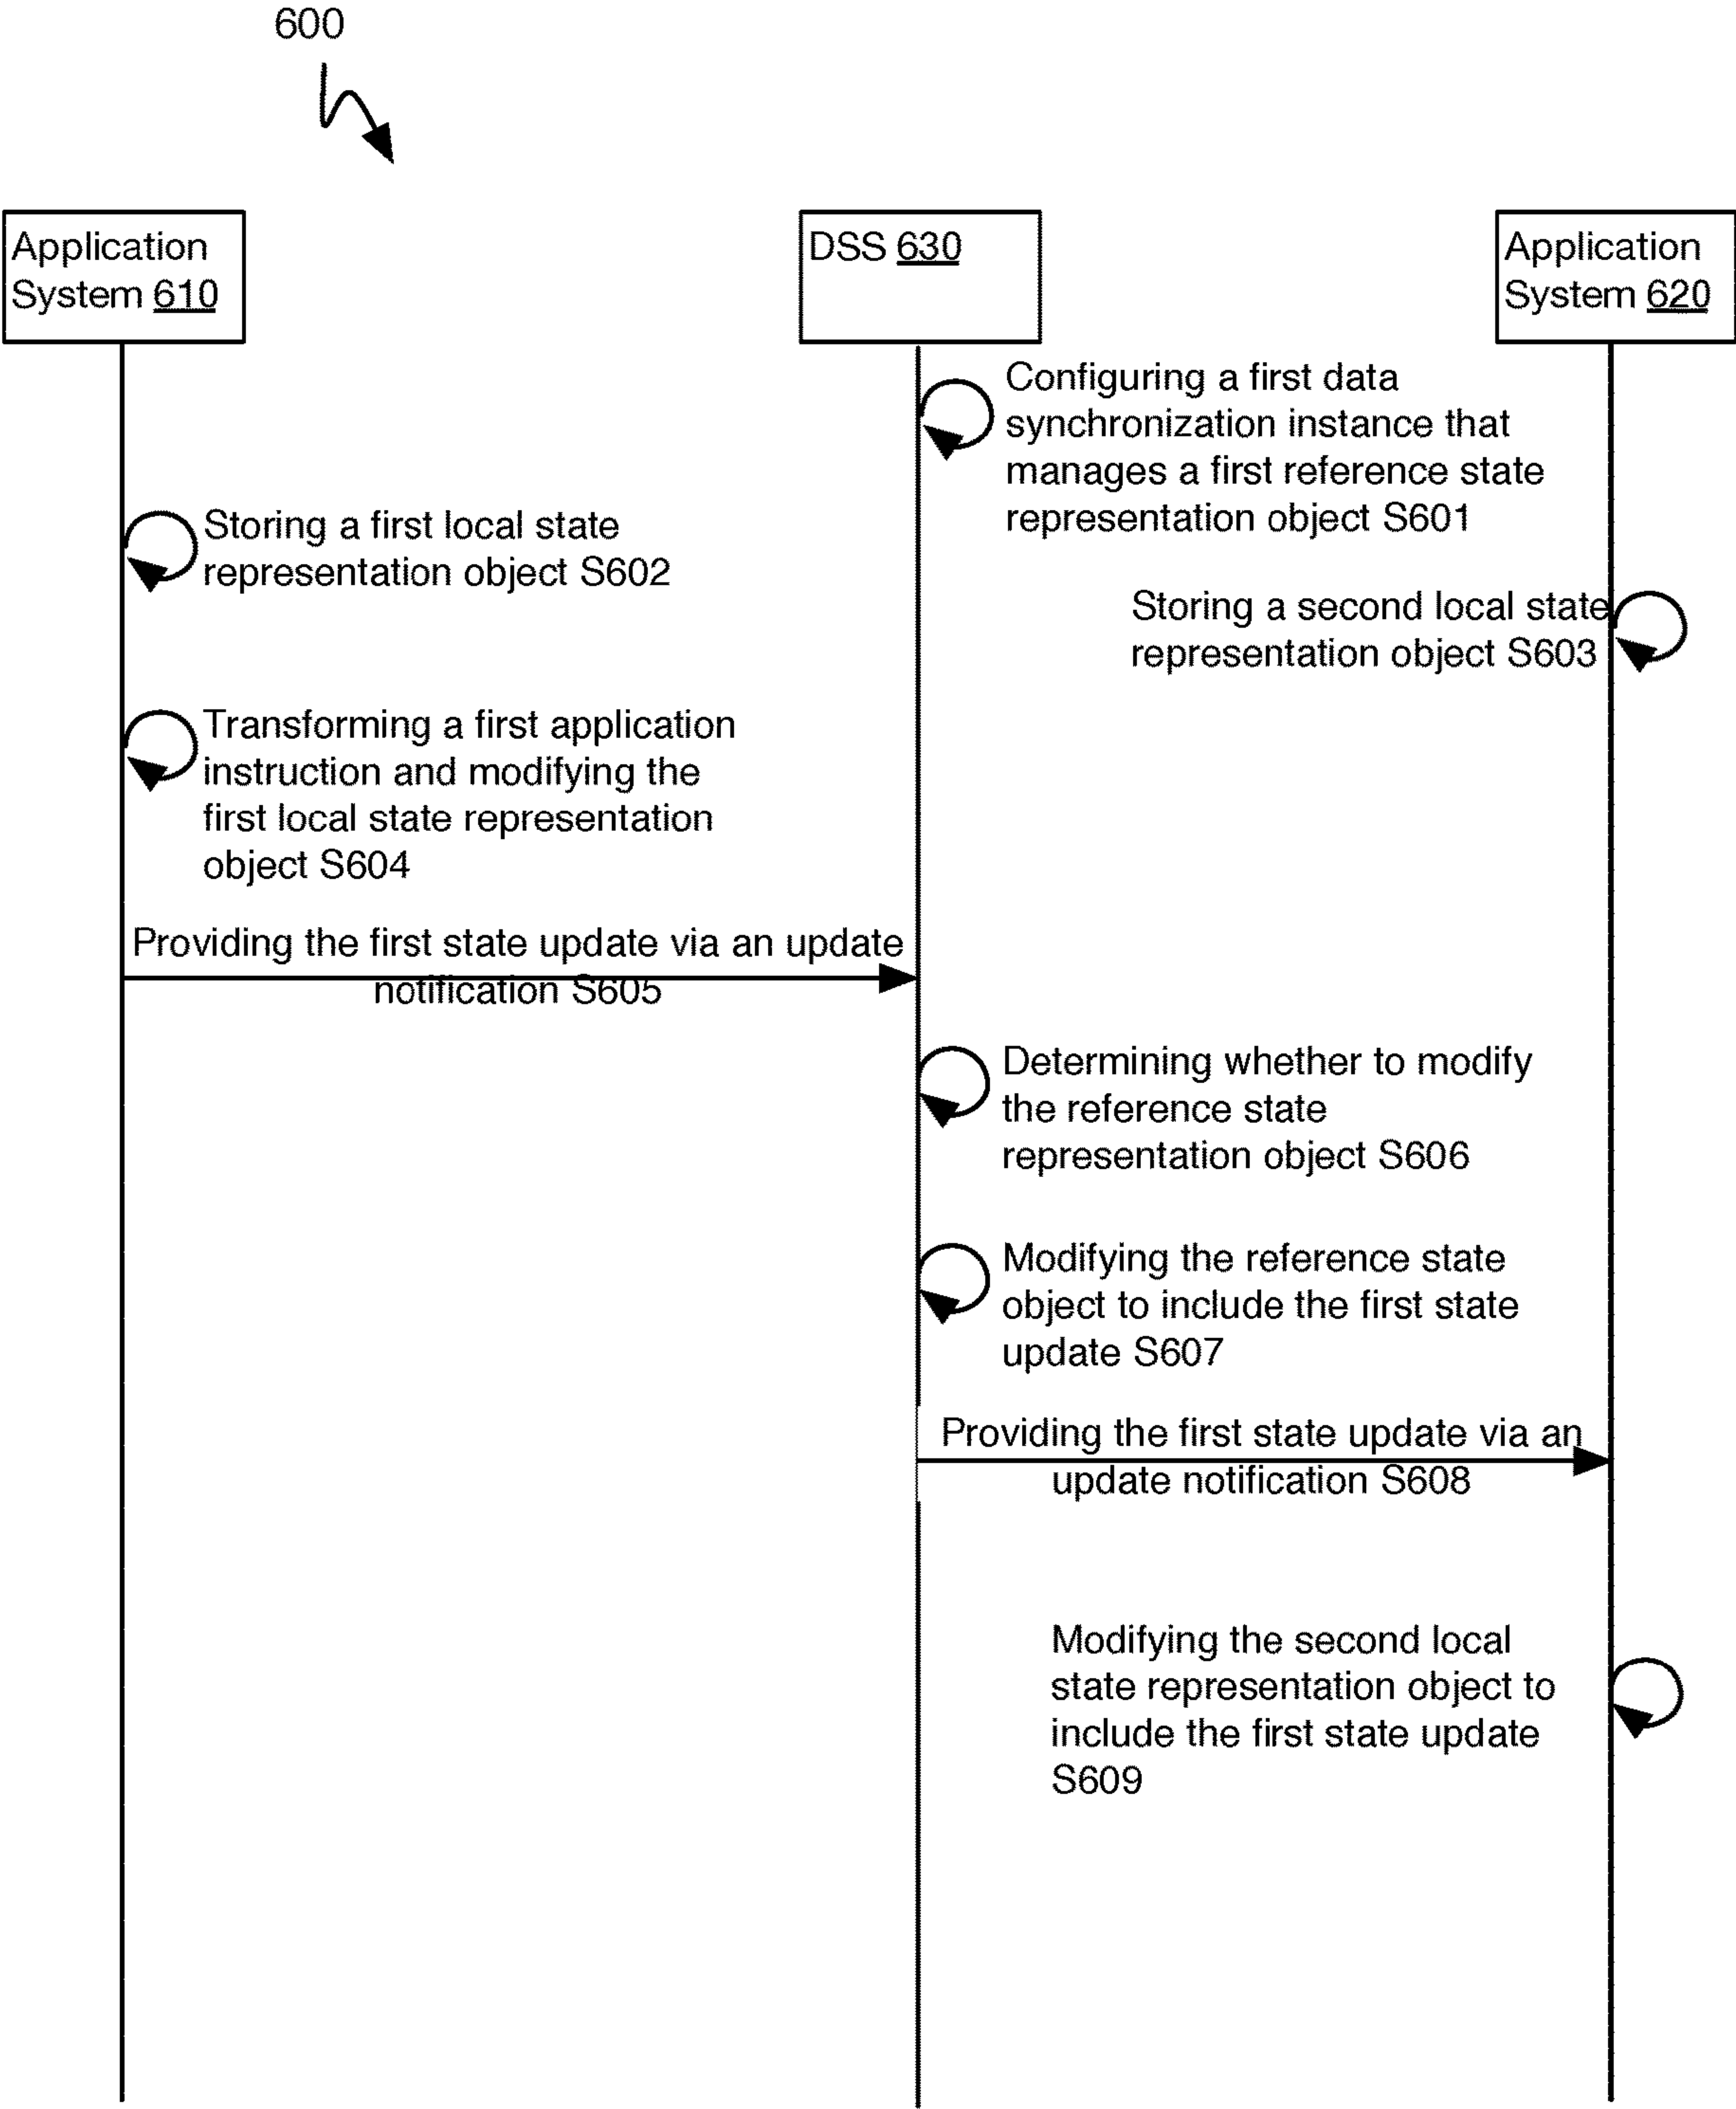 600
Application
System 610
DSS 630
Application
System 620
Configuring a first data
synchronization instance that
manages a first reference state
representation object S601
Storing a first local state
representation object S602
Storing a second local state
representation object S603
Transforming a first application
instruction and modifying the
first local state representation
object S604
Providing the first state update via an update
notification S605
Determining whether to modify
the reference state
representation object S606
Modifying the reference state
object to include the first state
update S607
Providing the first state update via an
update notification S608
Modifying the second local
state representation object to
include the first state update
S609